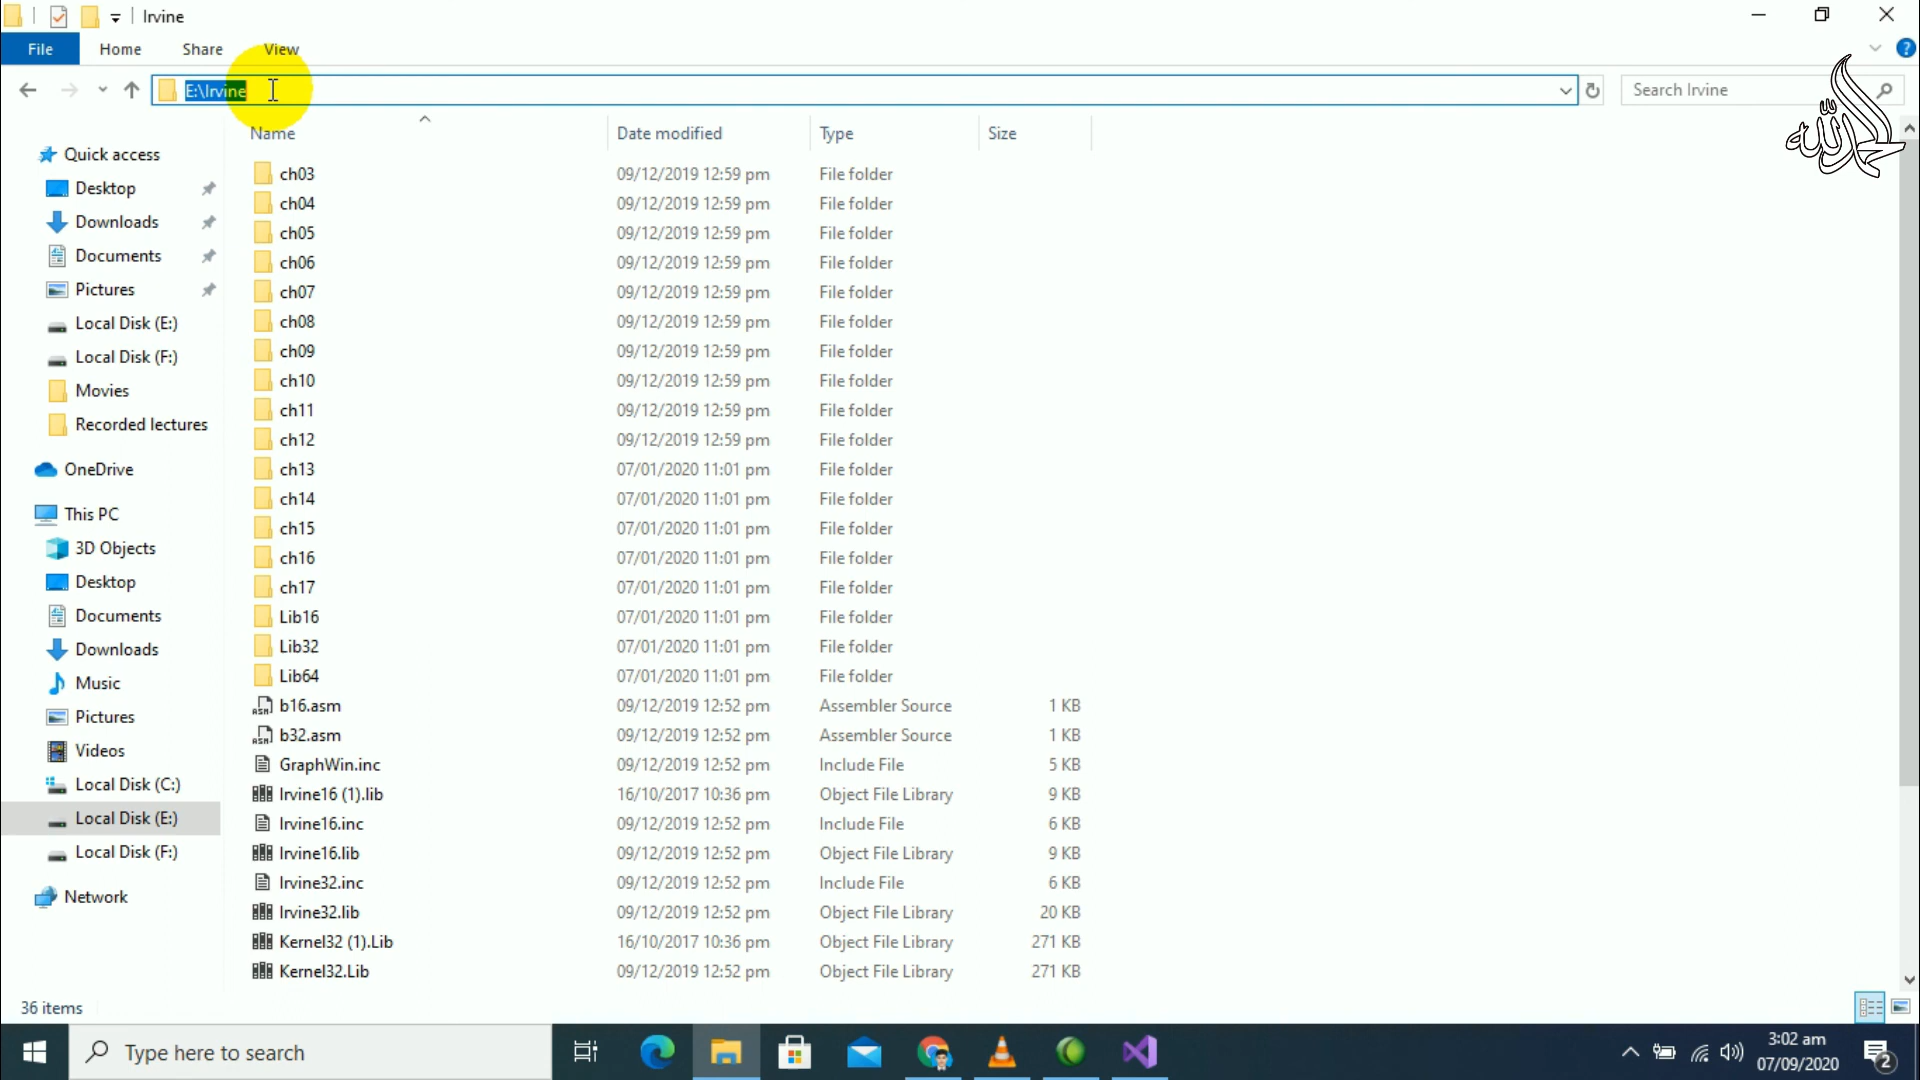 Irvine
File Home Share View
E:\Irvine
Search Irvine
Name Date modified Type Size
Quick access
Desktop
Downloads
Documents
Pictures
Local Disk (E:)
Local Disk (F:)
Movies
Recorded lectures
OneDrive
This PC
3D Objects
Desktop
Documents
Downloads
Music
Pictures
Videos
Local Disk (C:)
Local Disk (E:)
Local Disk (F:)
Network
ch03 09/12/2019 12:59 pm File folder
ch04 09/12/2019 12:59 pm File folder
ch05 09/12/2019 12:59 pm File folder
ch06 09/12/2019 12:59 pm File folder
ch07 09/12/2019 12:59 pm File folder
ch08 09/12/2019 12:59 pm File folder
ch09 09/12/2019 12:59 pm File folder
ch10 09/12/2019 12:59 pm File folder
ch11 09/12/2019 12:59 pm File folder
ch12 09/12/2019 12:59 pm File folder
ch13 07/01/2020 11:01 pm File folder
ch14 07/01/2020 11:01 pm File folder
ch15 07/01/2020 11:01 pm File folder
ch16 07/01/2020 11:01 pm File folder
ch17 07/01/2020 11:01 pm File folder
Lib16 07/01/2020 11:01 pm File folder
Lib32 07/01/2020 11:01 pm File folder
Lib64 07/01/2020 11:01 pm File folder
b16.asm 09/12/2019 12:52 pm Assembler Source 1 KB
b32.asm 09/12/2019 12:52 pm Assembler Source 1 KB
GraphWin.inc 09/12/2019 12:52 pm Include File 5 KB
Irvine16 (1).lib 16/10/2017 10:36 pm Object File Library 9 KB
Irvine16.inc 09/12/2019 12:52 pm Include File 6 KB
Irvine16.lib 09/12/2019 12:52 pm Object File Library 9 KB
Irvine32.inc 09/12/2019 12:52 pm Include File 6 KB
Irvine32.lib 09/12/2019 12:52 pm Object File Library 20 KB
Kernel32 (1).Lib 16/10/2017 10:36 pm Object File Library 271 KB
Kernel32.Lib 09/12/2019 12:52 pm Object File Library 271 KB
36 items
Type here to search
3:02 am
07/09/2020
2
الحمد لله